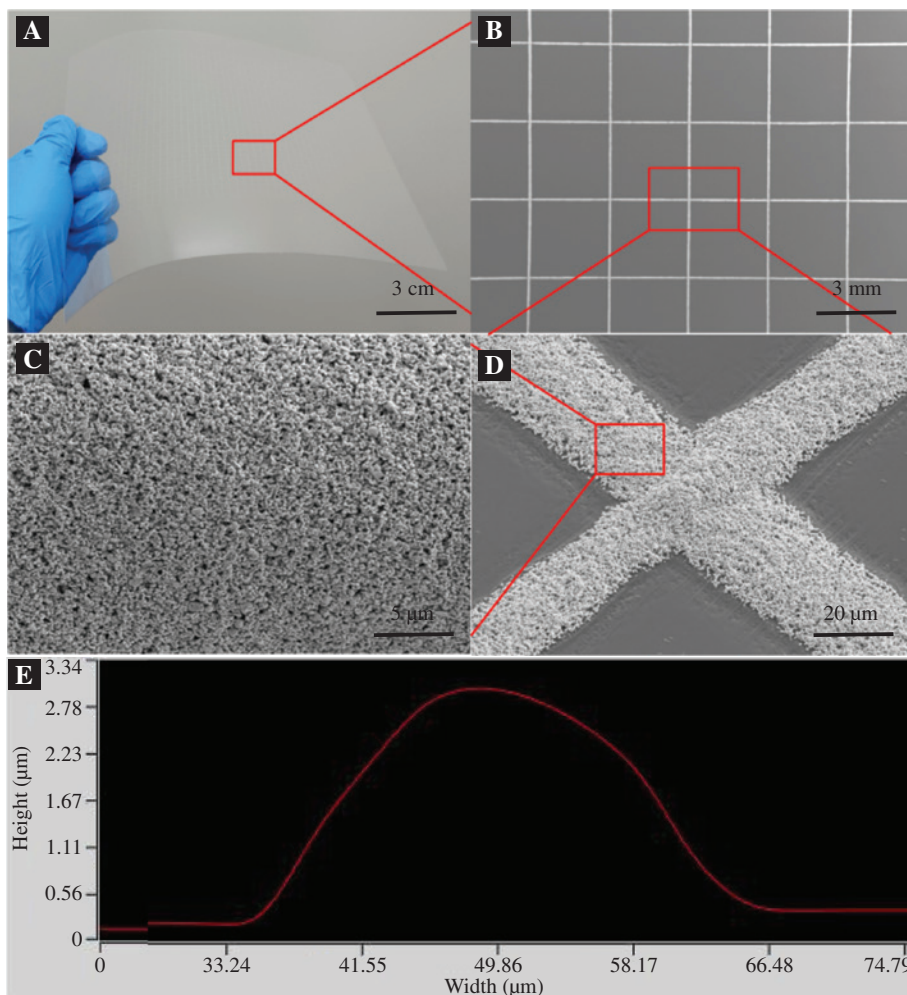 A
B
3 cm
3 mm
C
D
5 µm
20 µm
E
3.34
2.78
2.23
1.67
1.11
0.56
0
Height (µm)
0
33.24
41.55
49.86
58.17
66.48
74.79
Width (µm)